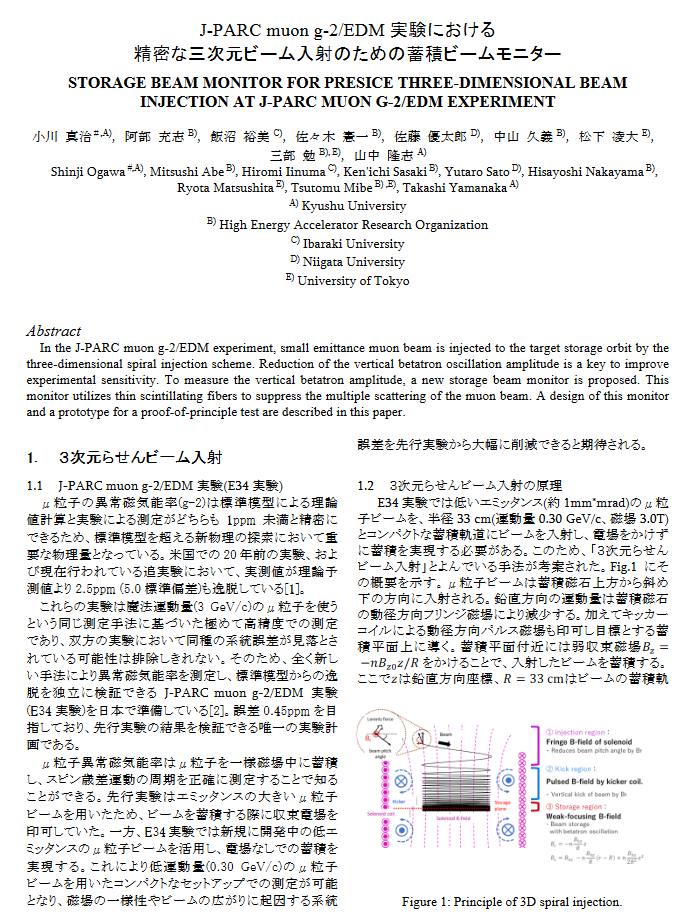 J-PARC muon g-2/EDM 実験における
精密な三次元ビーム入射のための蓄積ビームモニター
STORAGE BEAM MONITOR FOR PRESICE THREE-DIMENSIONAL BEAM
INJECTION AT J-PARC MUON G-2/EDM EXPERIMENT
小川 真治 #,A), 阿部 充志 B), 飯沼 裕美 C), 佐々木 憲一 B), 佐藤 優太郎 D), 中山 久義 B), 松下 凌大 E),
三部 勉 B), E), 山中 隆志 A)
Shinji Ogawa #,A), Mitsushi Abe B), Hiromi Iinuma C), Ken'ichi Sasaki B), Yutaro Sato D), Hisayoshi Nakayama B),
Ryota Matsushita E), Tsutomu Mibe B) ,E), Takashi Yamanaka A)
A) Kyushu University
B) High Energy Accelerator Research Organization
C) Ibaraki University
D) Niigata University
E) University of Tokyo
Abstract
In the J-PARC muon g-2/EDM experiment, small emittance muon beam is injected to the target storage orbit by the
three-dimensional spiral injection scheme. Reduction of the vertical betatron oscillation amplitude is a key to improve
experimental sensitivity. To measure the vertical betatron amplitude, a new storage beam monitor is proposed. This
monitor utilizes thin scintillating fibers to suppress the multiple scattering of the muon beam. A design of this monitor
and a prototype for a proof-of-principle test are described in this paper.
1. 3次元らせんビーム入射
1.1 J-PARC muon g-2/EDM 実験(E34 実験)
μ粒子の異常磁気能率(g-2)は標準模型による理論
値計算と実験による測定がどちらも 1ppm 未満と精密に
できるため、標準模型を超える新物理の探索において重
要な物理量となっている。米国での 20 年前の実験、およ
び現在行われている追実験において、実測値が理論予
測値より 2.5ppm (5.0 標準偏差)も逸脱している[1]。
これらの実験は魔法運動量(3 GeV/c)のμ粒子を使う
という同じ測定手法に基づいた極めて高精度での測定
であり、双方の実験において同種の系統誤差が見落とさ
れている可能性は排除しきれない。そのため、全く新し
い手法により異常磁気能率を測定し、標準模型からの逸
脱を独立に検証できる J-PARC muon g-2/EDM 実験
(E34 実験)を日本で準備している[2]。誤差 0.45ppm を目
指しており、先行実験の結果を検証できる唯一の実験計
画である。
μ粒子異常磁気能率はμ粒子を一様磁場中に蓄積
し、スピン歳差運動の周期を正確に測定することで知る
ことができる。先行実験はエミッタンスの大きいμ粒子
ビームを用いたため、ビームを蓄積する際に収束電場を
印可していた。一方、E34 実験では新規に開発中の低エ
ミッタンスのμ粒子ビームを活用し、電場なしでの蓄積を
実現する。これにより低運動量(0.30 GeV/c)のμ粒子
ビームを用いたコンパクトなセットアップでの測定が可能
となり、磁場の一様性やビームの広がりに起因する系統
誤差を先行実験から大幅に削減できると期待される。
1.2 3次元らせんビーム入射の原理
E34 実験では低いエミッタンス(約 1mm*mrad)のμ粒
子ビームを、半径 33 cm(運動量 0.30 GeV/c、磁場 3.0T)
とコンパクトな蓄積軌道にビームを入射し、電場をかけず
に蓄積を実現する必要がある。このため、「3次元らせん
ビーム入射」とよんでいる手法が考案された。Fig.1 にそ
の概要を示す。μ粒子ビームは蓄積磁石上方から斜め
下の方向に入射される。鉛直方向の運動量は蓄積磁石
の動径方向フリンジ磁場により減少する。加えてキッカー
コイルによる動径方向パルス磁場も印可し目標とする蓄
積平面上に導く。蓄積平面付近には弱収束磁場B_R =
−nB_z0 z/R をかけることで、入射したビームを蓄積する。
ここでzは鉛直方向座標、R = 33 cmはビームの蓄積軌
Lorentz force
Beam
beam pitch
angle
Kicker
Solenoid coil
Storage
plane
Solenoid B-field
① injection region :
Fringe B-field of solenoid
- Reduces beam pitch angle by Br
② Kick region :
Pulsed B-field by kicker coil.
- Vertical kick of beam by Br
③ Storage region :
Weak-focusing B-field
- Beam storage
with betatron oscillation
Figure 1: Principle of 3D spiral injection.